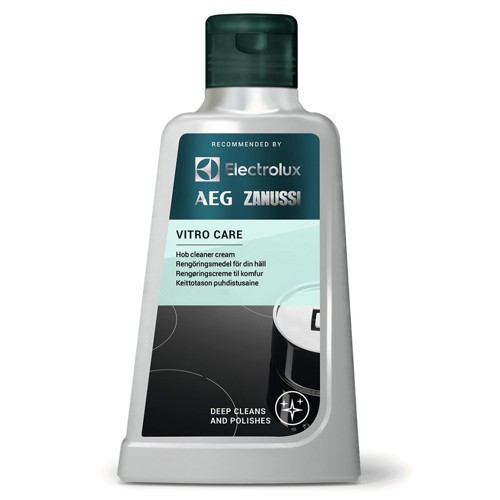 RECOMMENDED BY
Electrolux
AEG ZANUSSI
VITRO CARE
Hob cleaner cream
Rengöringsmedel för din häll
Rengøringscreme til komfur
Keittotason puhdistusaine
DEEP CLEANS
AND POLISHES